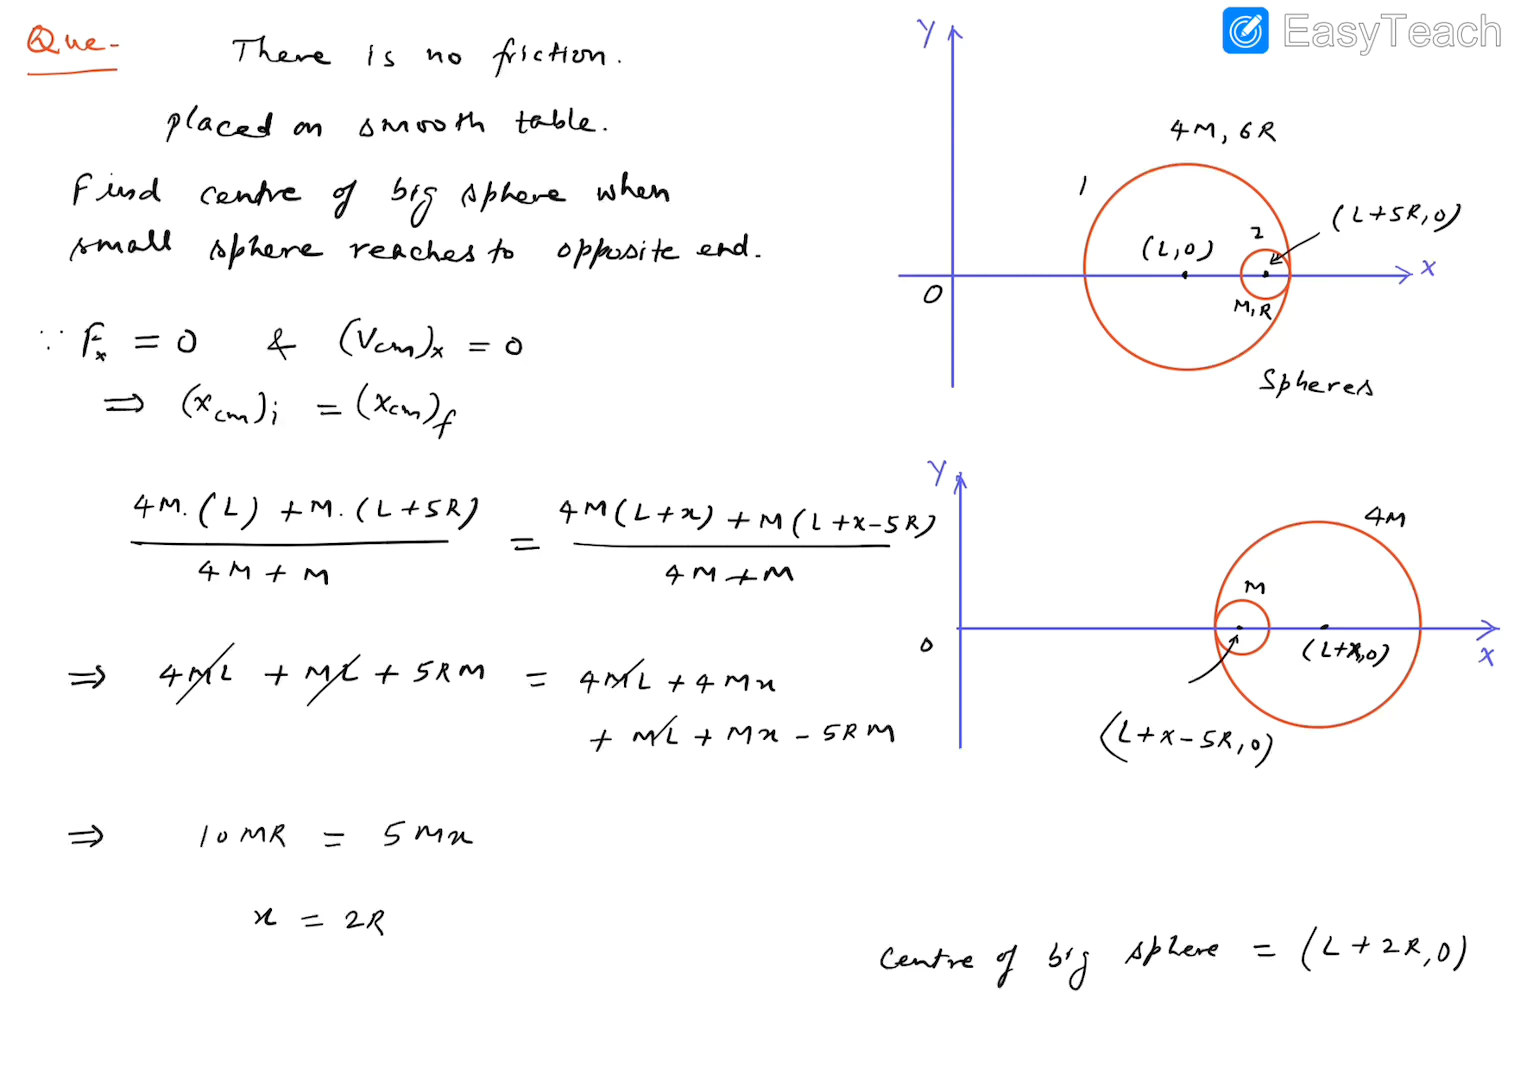 EasyTeach
Que- There is no friction.
placed on smooth table.
Find centre of big sphere when
small sphere reaches to opposite end.
∵ Fₓ = 0 & (Vcm)x = 0
⇒ (xcm)i = (xcm)f
4M.(L) + M.(L+5R) / 4M + M = 4M(L+x) + M(L+x-5R) / 4M + M
⇒ 4ML + ML + 5RM = 4ML + 4Mx
+ ML + Mx - 5RM
⇒ 10MR = 5Mx
x = 2R
Y
4M, 6R
1
(L+5R,0)
2
(L,0)
X
O
M,R
Spheres
Y
4M
M
O
(L+x,0)
X
(L+x-5R,0)
Centre of big sphere = (L+2R,0)